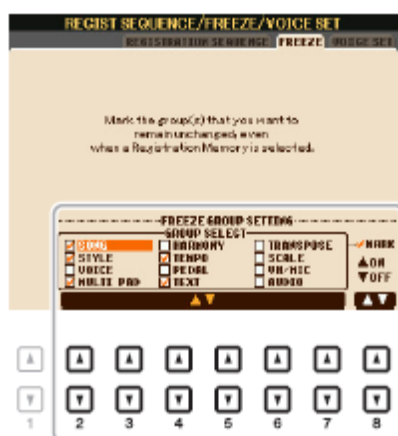 REGIST SEQUENCE/FREEZE/VOICE SET
REGISTRATION SEQUENCE FREEZE VOICE SET
Mark the group(s) that you want to
remain unchanged, even
when a Registration Memory is selected.
FREEZE GROUP SETTING
GROUP SELECT
SONG HARMONY TRANSPOSE MARK
STYLE TEMPO SCALE ▲ON
VOICE PEDAL VH/MIC ▼OFF
MULTI PAD TEXT AUDIO
1 2 3 4 5 6 7 8